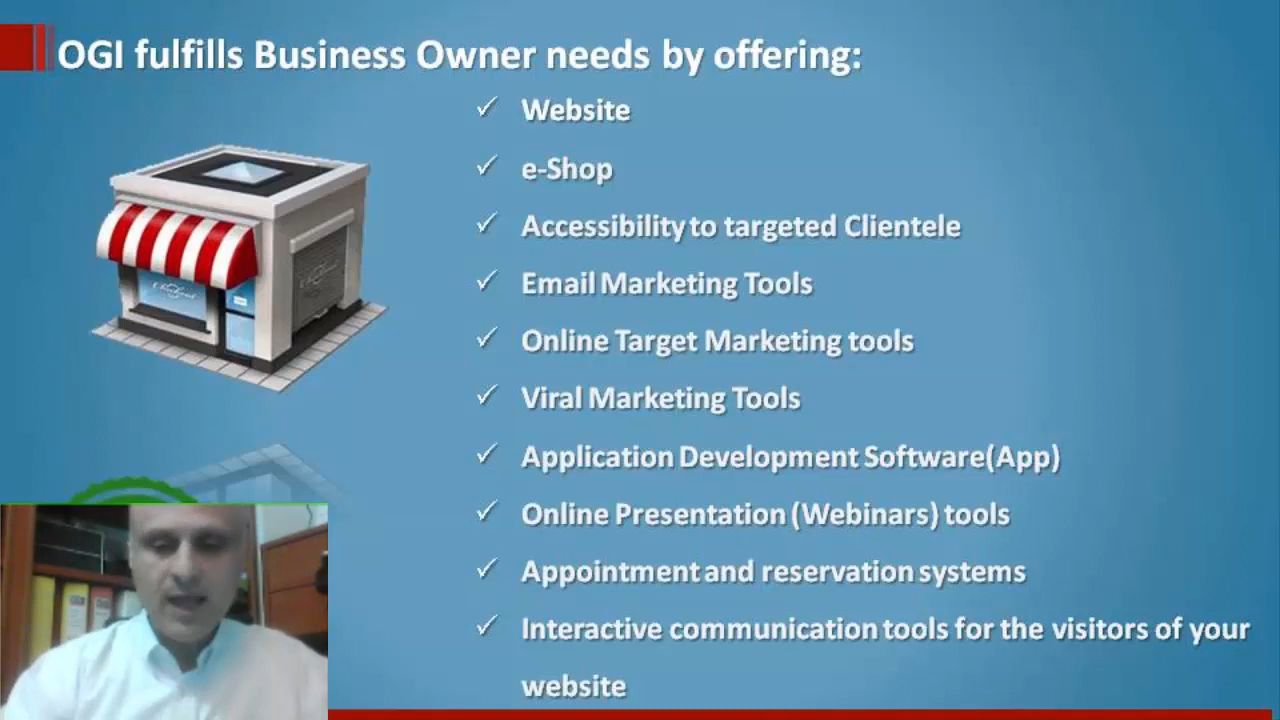 OGI fulfills Business Owner needs by offering:
✓ Website
✓ e-Shop
✓ Accessibility to targeted Clientele
✓ Email Marketing Tools
✓ Online Target Marketing tools
✓ Viral Marketing Tools
✓ Application Development Software(App)
✓ Online Presentation (Webinars) tools
✓ Appointment and reservation systems
✓ Interactive communication tools for the visitors of your
website